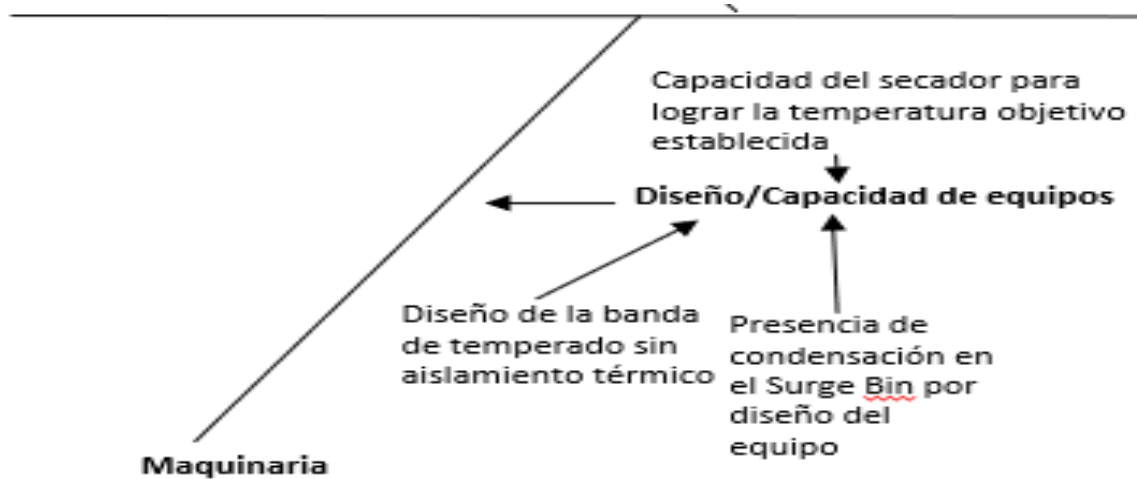 Capacidad del secador para
lograr la temperatura objetivo
establecida
Diseño/Capacidad de equipos
Diseño de la banda
de temperado sin
aislamiento térmico
Presencia de
condensación en
el Surge Bin por
diseño del
equipo
Maquinaria